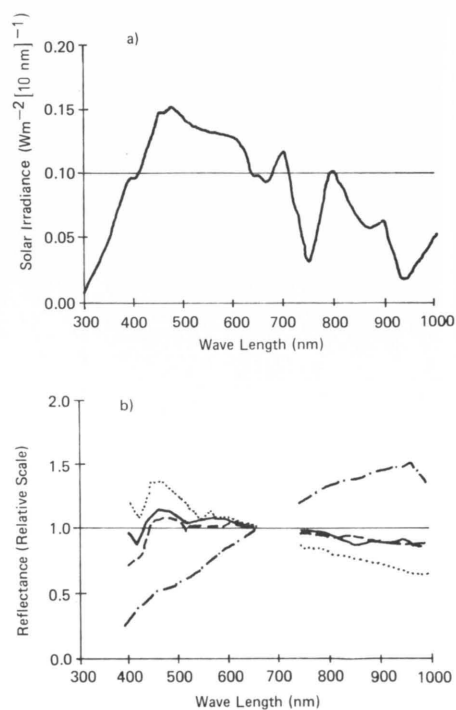 a)
Solar Irradiance (Wm-2 [10 nm]-1)
0.20
0.15
0.10
0.05
0.00
300 400 500 600 700 800 900 1000
Wave Length (nm)
b)
Reflectance (Relative Scale)
2.0
1.5
1.0
0.5
0.0
300 400 500 600 700 800 900 1000
Wave Length (nm)